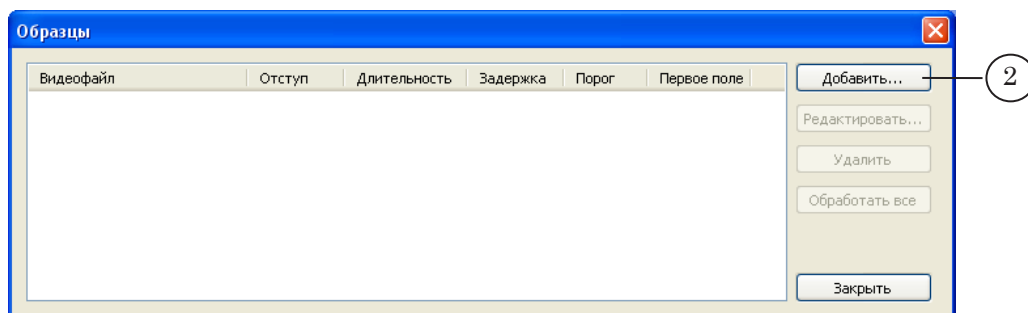 Образцы
Видеофайл Отступ Длительность Задержка Порог Первое поле
Добавить...
2
Редактировать...
Удалить
Обработать все
Закрыть